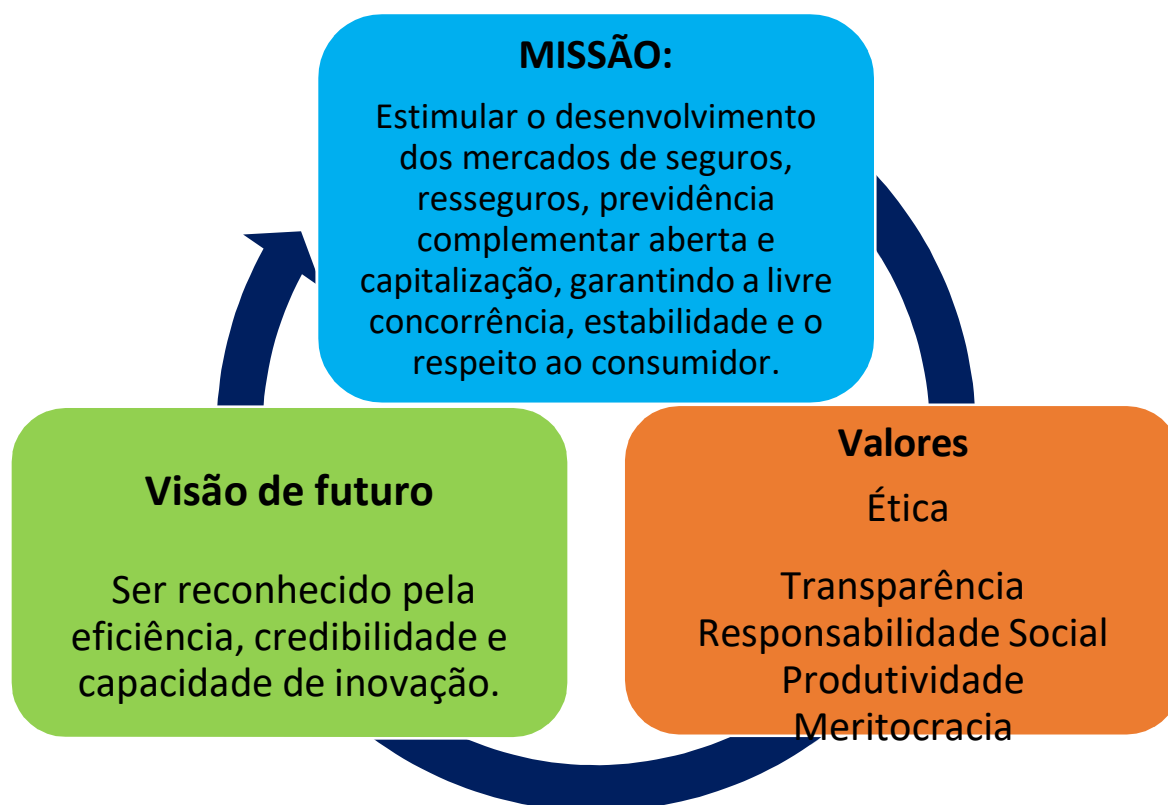 MISSÃO:
Estimular o desenvolvimento
dos mercados de seguros,
resseguros, previdência
complementar aberta e
capitalização, garantindo a livre
concorrência, estabilidade e o
respeito ao consumidor.
Visão de futuro
Ser reconhecido pela
eficiência, credibilidade e
capacidade de inovação.
Valores
Ética
Transparência
Responsabilidade Social
Produtividade
Meritocracia